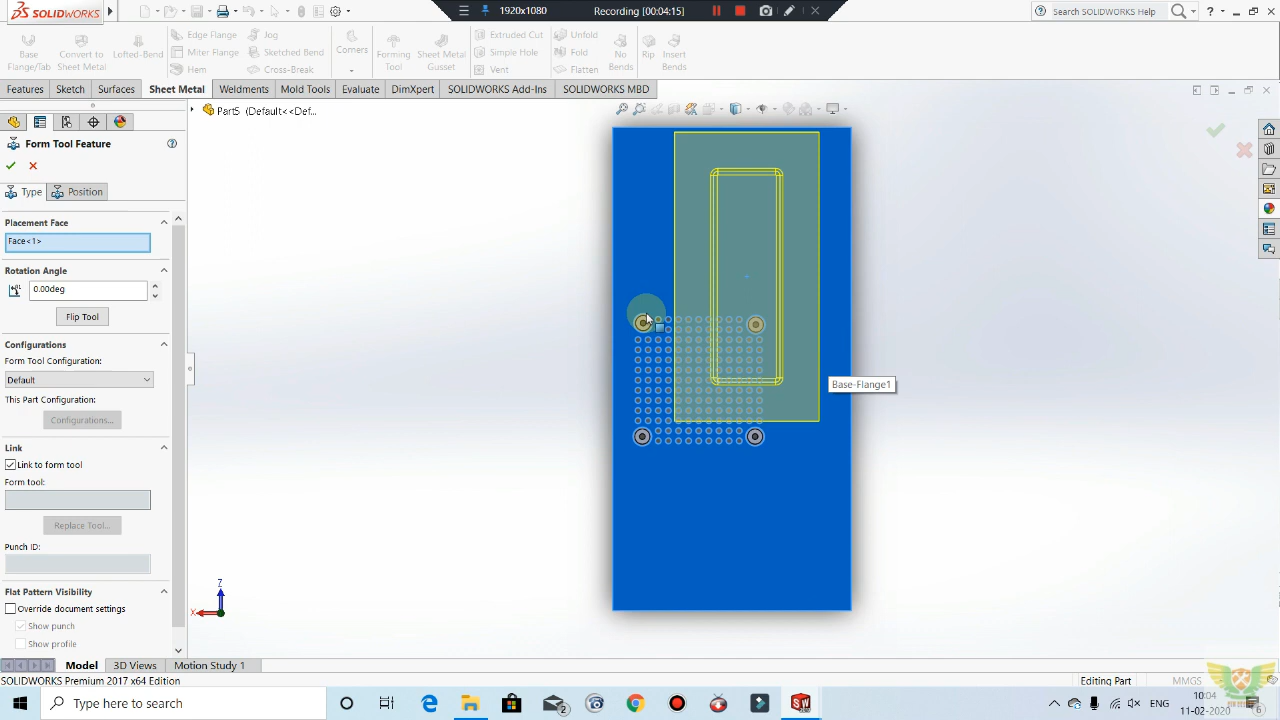 1920x1080
Recording [00:04:15]
SOLIDWORKS
Search SOLIDWORKS Help
Base Flange/Tab
Convert to Sheet Metal
Lofted-Bend
Edge Flange
Miter Flange
Hem
Jog
Sketched Bend
Cross-Break
Corners
Forming Tool
Sheet Metal Gusset
Extruded Cut
Simple Hole
Vent
Unfold
Fold
Flatten
No Bends
Rip
Insert Bends
Features
Sketch
Surfaces
Sheet Metal
Weldments
Mold Tools
Evaluate
DimXpert
SOLIDWORKS Add-Ins
SOLIDWORKS MBD
Part5 (Default<<Def...
Form Tool Feature
Type
Position
Placement Face
Face<1>
Rotation Angle
0.00deg
Flip Tool
Configurations
Form Tool Configuration:
Default
This Part Configuration:
Configurations...
Link
Link to form tool
Form tool:
Replace Tool...
Punch ID:
Flat Pattern Visibility
Override document settings
Show punch
Show profile
Base-Flange1
Z
X
Model
3D Views
Motion Study 1
SOLIDWORKS Premium 2017 x64 Edition
Editing Part
MMGS
Type here to search
2
SW
ENG
10:04
11-02-2020
6